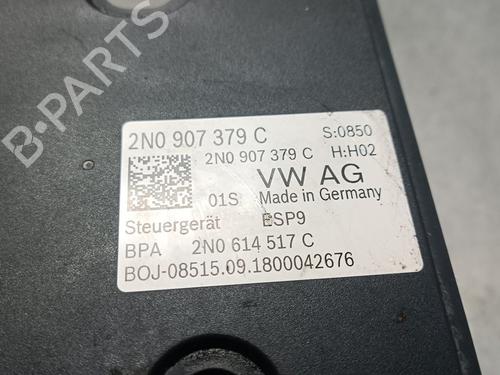 B-PARTS
2N0 907 379 C S:0850
2N0 907 379 C H:H02
01S VW AG
Made in Germany
Steuergerät ESP9
BPA 2N0 614 517 C
BOJ-08515.09.1800042676